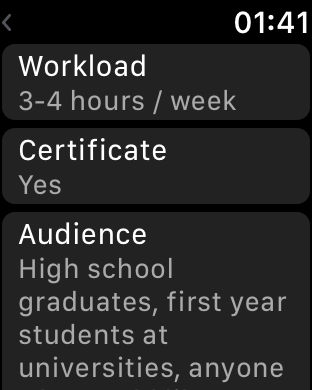 01:41
Workload
3-4 hours / week
Certificate
Yes
Audience
High school
graduates, first year
students at
universities, anyone